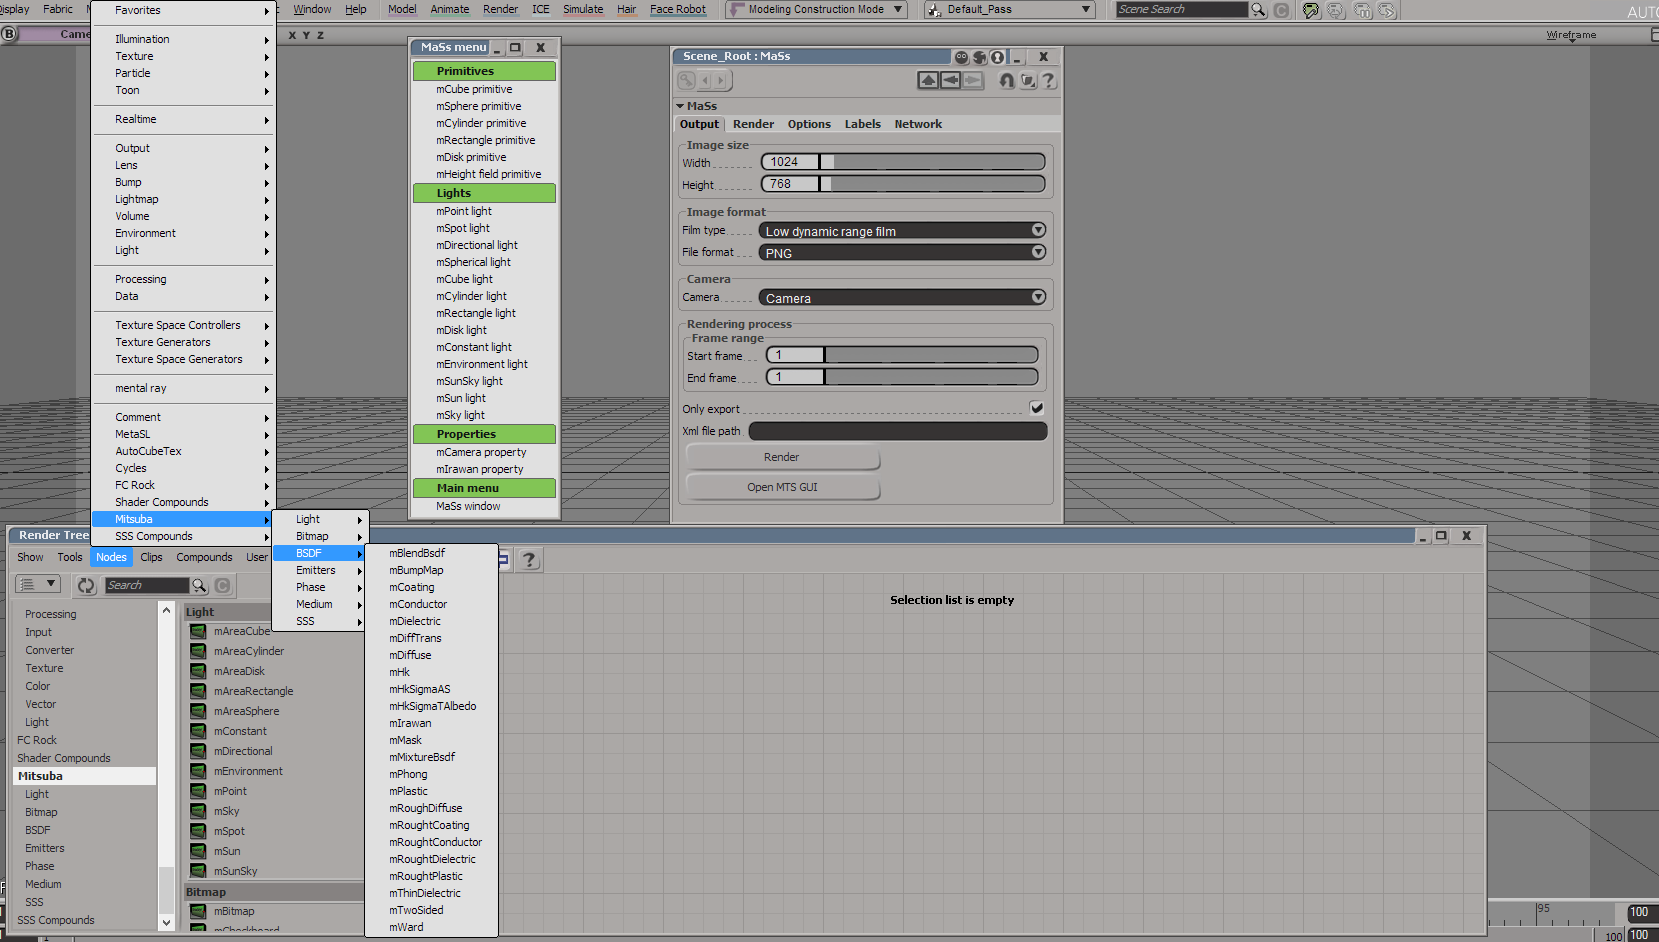 Display Fabric Window Help Model Animate Render ICE Simulate Hair Face Robot Modeling Construction Mode Default_Pass Scene Search
B Came X Y Z Wireframe
Favorites
Illumination
Texture
Particle
Toon
Realtime
Output
Lens
Bump
Lightmap
Volume
Environment
Light
Processing
Data
Texture Space Controllers
Texture Generators
Texture Space Generators
mental ray
Comment
MetaSL
AutoCubeTex
Cycles
FC Rock
Shader Compounds
Mitsuba
SSS Compounds
MaSs menu
Primitives
mCube primitive
mSphere primitive
mCylinder primitive
mRectangle primitive
mDisk primitive
mHeight field primitive
Lights
mPoint light
mSpot light
mDirectional light
mSpherical light
mCube light
mCylinder light
mRectangle light
mDisk light
mConstant light
mEnvironment light
mSunSky light
mSun light
mSky light
Properties
mCamera property
mIrawan property
Main menu
MaSs window
Scene_Root : MaSs
MaSs
Output Render Options Labels Network
Image size
Width 1024
Height 768
Image format
Film type Low dynamic range film
File format PNG
Camera
Camera Camera
Rendering process
Frame range
Start frame 1
End frame 1
Only export
Xml file path
Render
Open MTS GUI
Render Tree
Show Tools Nodes Clips Compounds User
Search
Selection list is empty
Light
Bitmap
BSDF
Emitters
Phase
Medium
SSS
mBlendBsdf
mBumpMap
mCoating
mConductor
mDielectric
mDiffTrans
mDiffuse
mHk
mHkSigmaAS
mHkSigmaTAlbedo
mIrawan
mMask
mMixtureBsdf
mPhong
mPlastic
mRoughDiffuse
mRoughtCoating
mRoughtConductor
mRoughtDielectric
mRoughtPlastic
mThinDielectric
mTwoSided
mWard
Processing
Input
Converter
Texture
Color
Vector
Light
FC Rock
Shader Compounds
Mitsuba
Light
Bitmap
BSDF
Emitters
Phase
Medium
SSS
SSS Compounds
Light
mAreaCube
mAreaCylinder
mAreaDisk
mAreaRectangle
mAreaSphere
mConstant
mDirectional
mEnvironment
mPoint
mSky
mSpot
mSun
mSunSky
Bitmap
mBitmap
mCheckboard
95 100
1 100 100